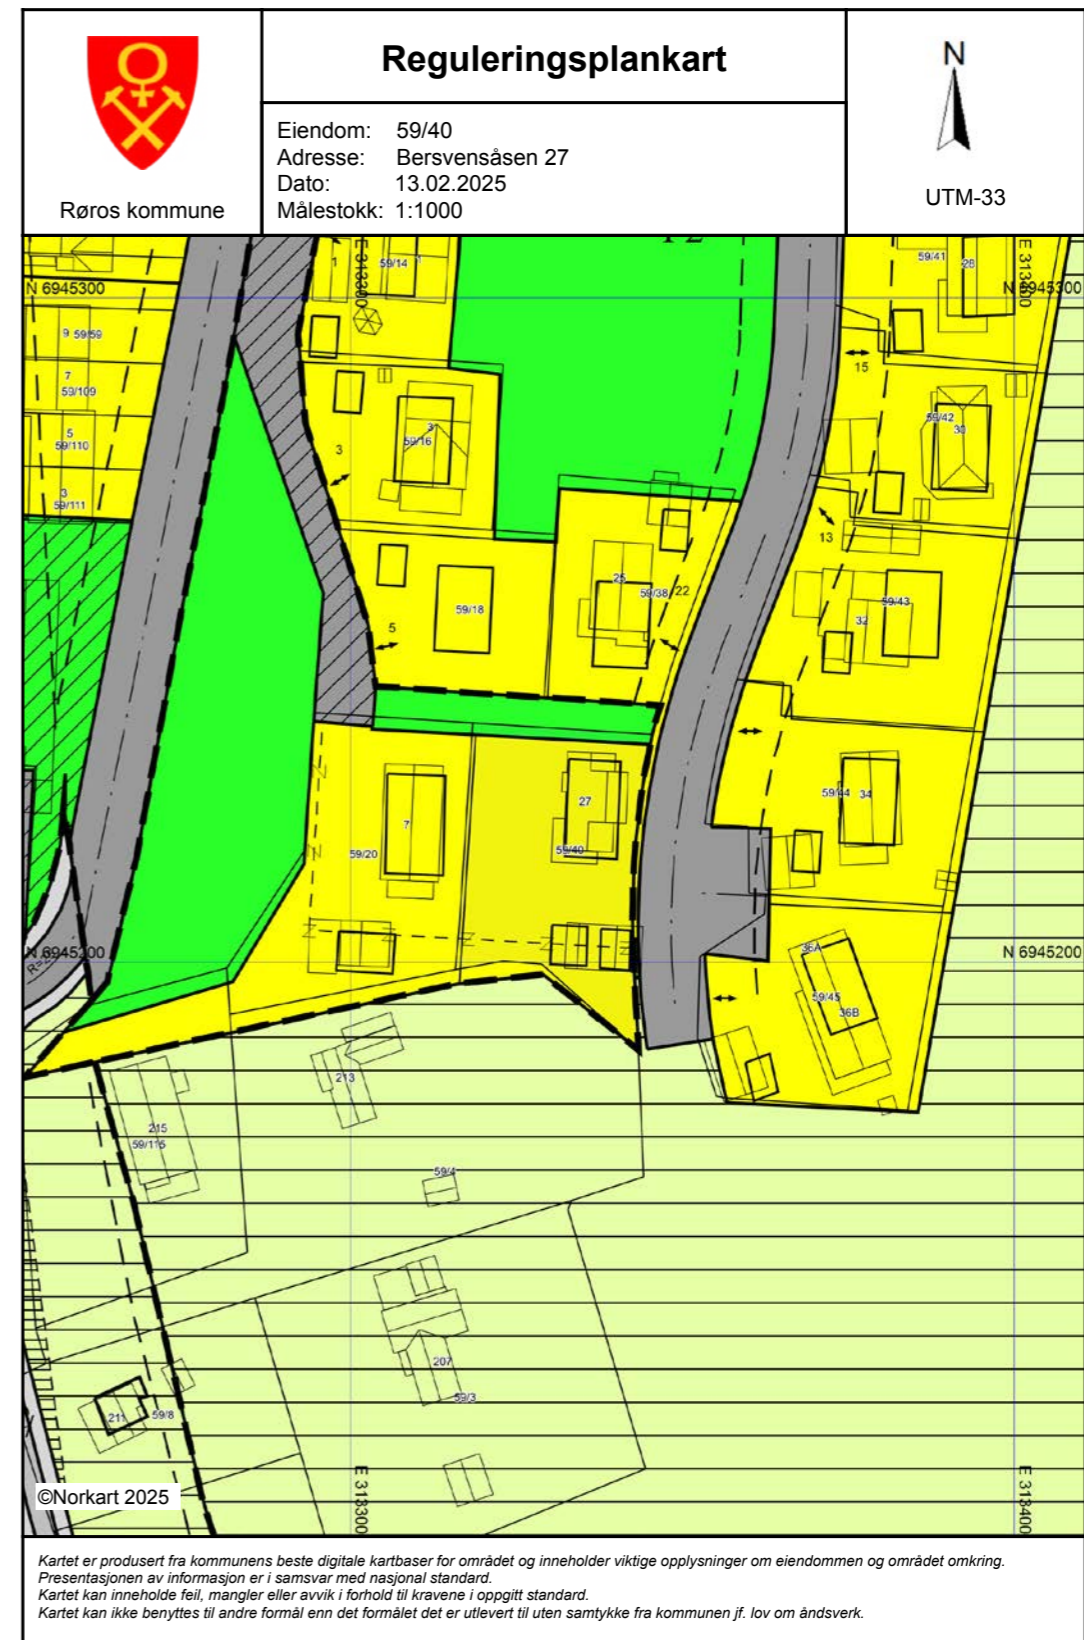 Reguleringsplankart
Eiendom: 59/40
Adresse: Bersvensåsen 27
Dato: 13.02.2025
Målestokk: 1:1000
Røros kommune
N
UTM-33
E 313300
E 313400
N 6945300
N 6945300
1
59/14
59/41
28
9 59/59
7
59/109
5
59/110
3
59/111
15
59/42
30
3
59/16
3
13
25
59/38
22
59/43
32
59/18
5
27
59/40
7
59/20
59/44
34
N 6945200
N 6945200
36A
59/45
36B
213
215
59/115
59/4
207
59/3
211
59/8
E 313300
E 313400
©Norkart 2025
Kartet er produsert fra kommunens beste digitale kartbaser for området og inneholder viktige opplysninger om eiendommen og området omkring.
Presentasjonen av informasjon er i samsvar med nasjonal standard.
Kartet kan inneholde feil, mangler eller avvik i forhold til kravene i oppgitt standard.
Kartet kan ikke benyttes til andre formål enn det formålet det er utlevert til uten samtykke fra kommunen jf. lov om åndsverk.